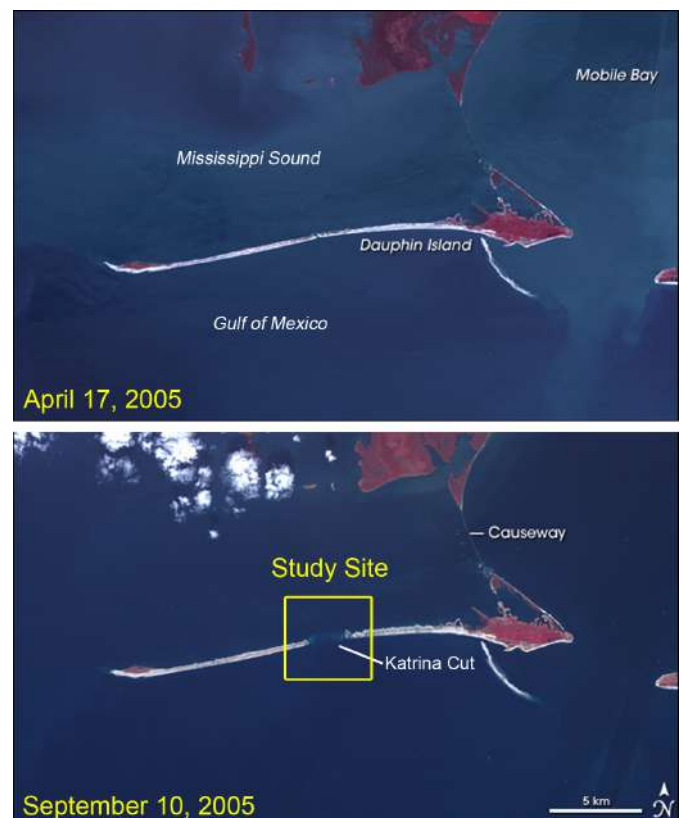 Mobile Bay
Mississippi Sound
Dauphin Island
Gulf of Mexico
April 17, 2005
Causeway
Study Site
Katrina Cut
September 10, 2005
5 km
N